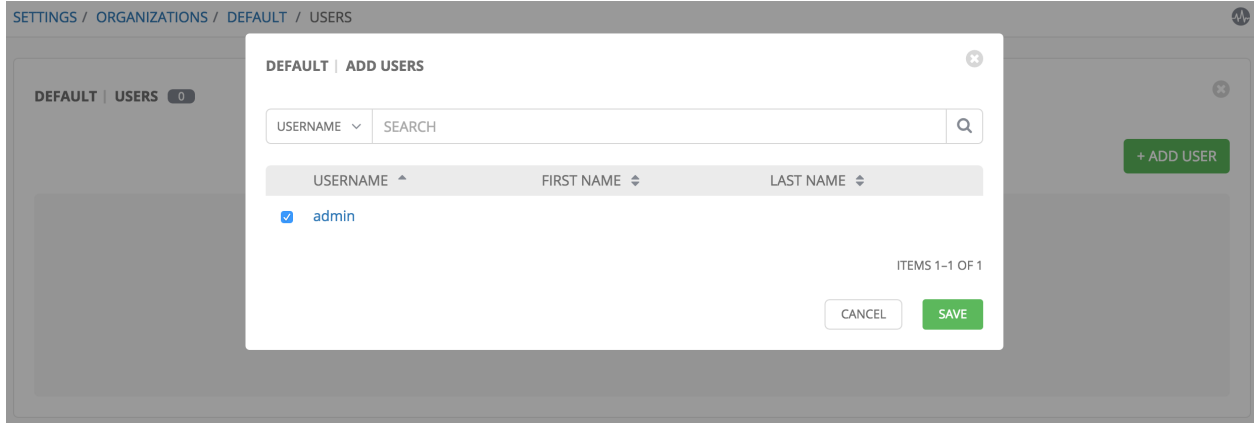 SETTINGS / ORGANIZATIONS / DEFAULT / USERS
DEFAULT | USERS 0
+ ADD USER
DEFAULT | ADD USERS
USERNAME SEARCH
USERNAME FIRST NAME LAST NAME
admin
ITEMS 1–1 OF 1
CANCEL SAVE